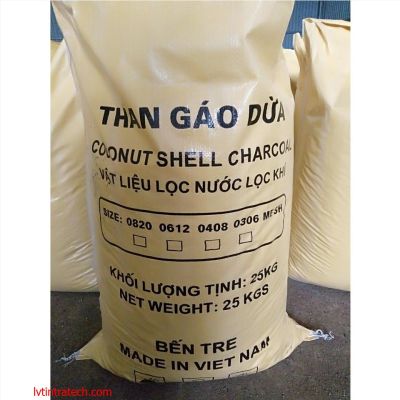 THAN GÁO DỪA
COCONUT SHELL CHARCOAL
VẬT LIỆU LỌC NƯỚC LỌC KHÍ
SIZE: 0820 0612 0408 0306 MESH
KHỐI LƯỢNG TỊNH: 25KG
NET WEIGHT: 25 KGS
BẾN TRE
MADE IN VIET NAM
lvtintratech.com